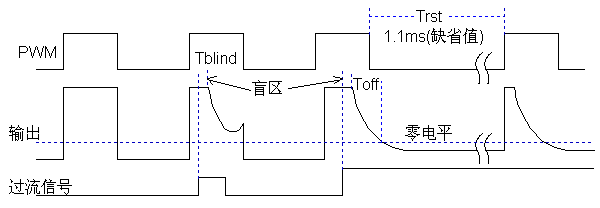 Trst
1.1ms(缺省值)
PWM
Tblind
盲区
Toff
输出
零电平
过流信号